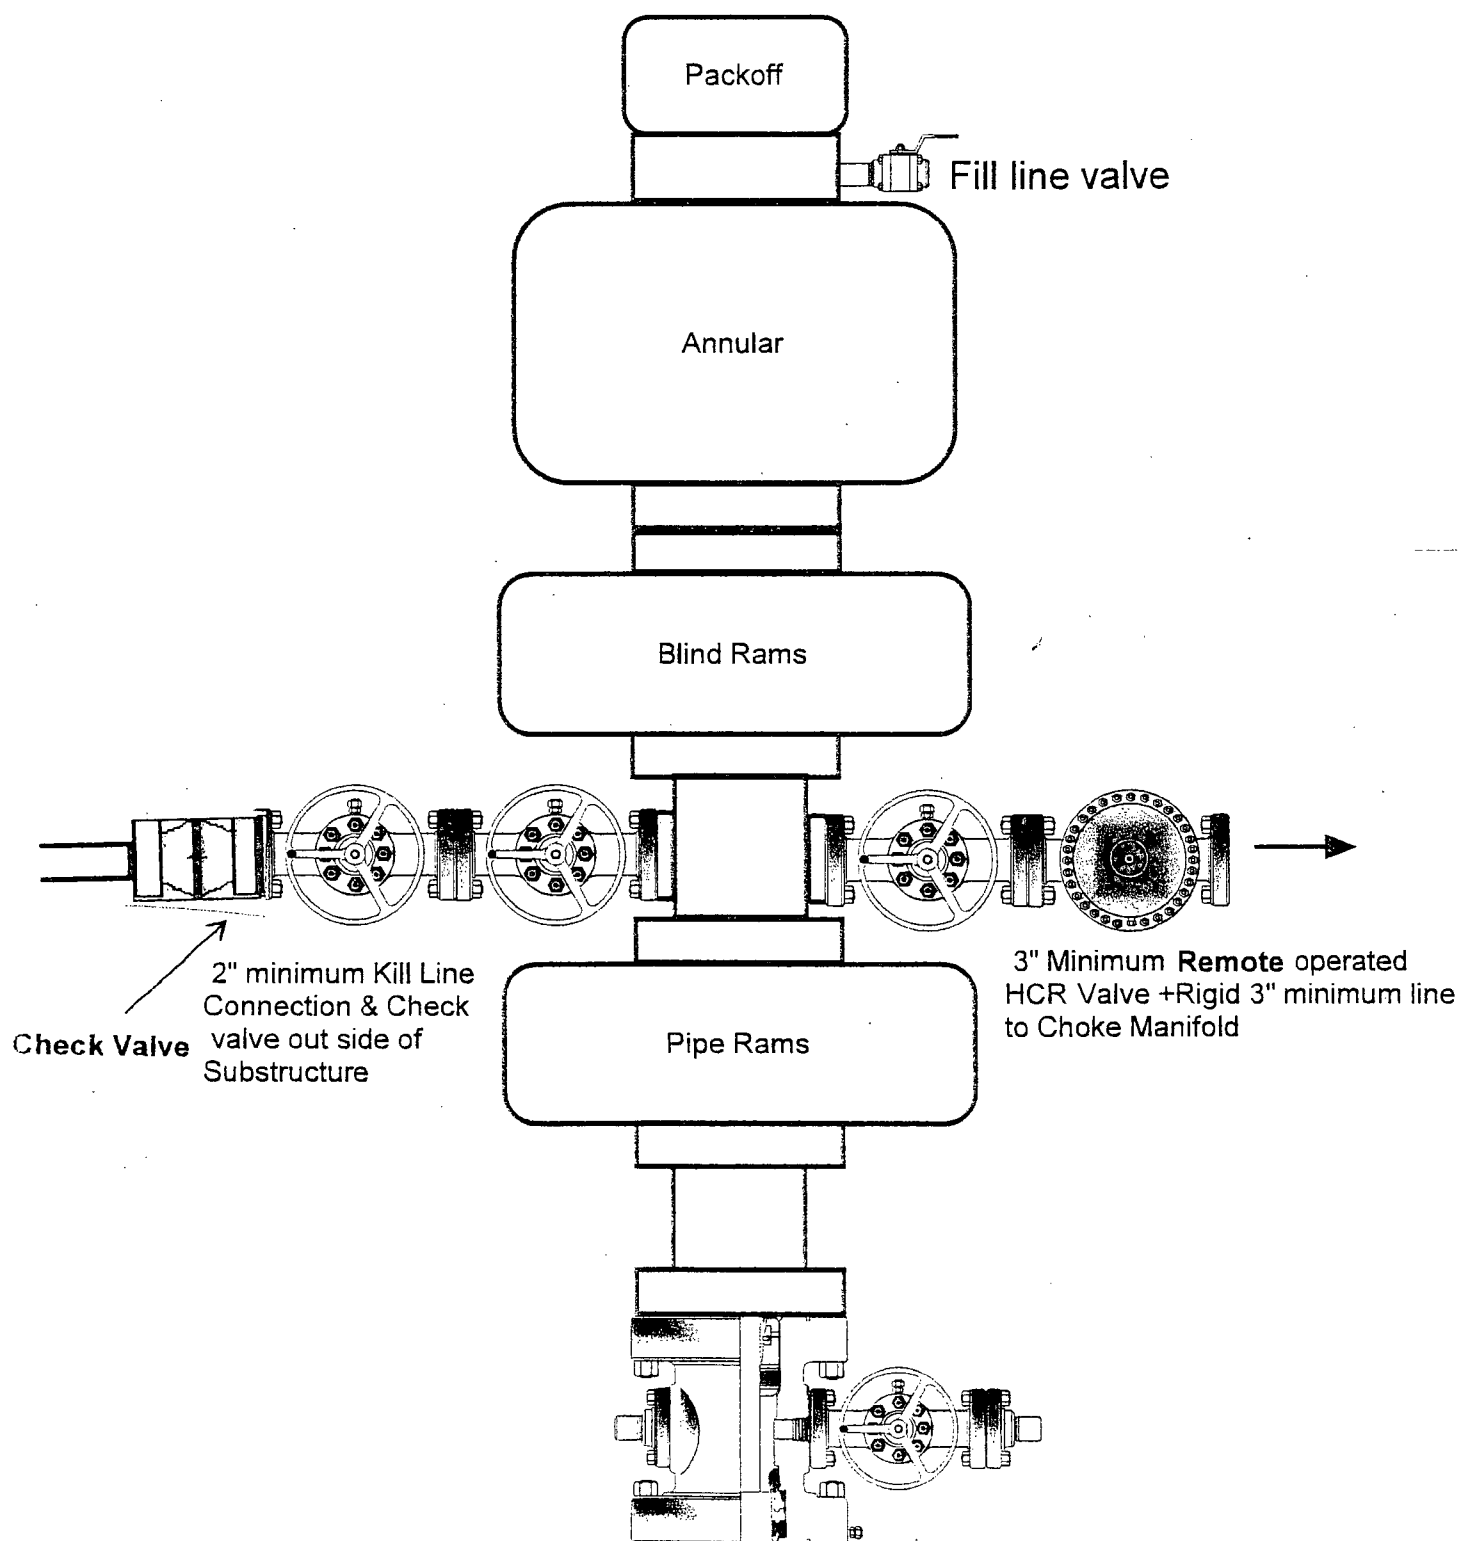 Packoff
Fill line valve
Annular
Blind Rams
2" minimum Kill Line
Connection & Check
valve out side of
Substructure
Check Valve
3" Minimum Remote operated
HCR Valve +Rigid 3" minimum line
to Choke Manifold
Pipe Rams